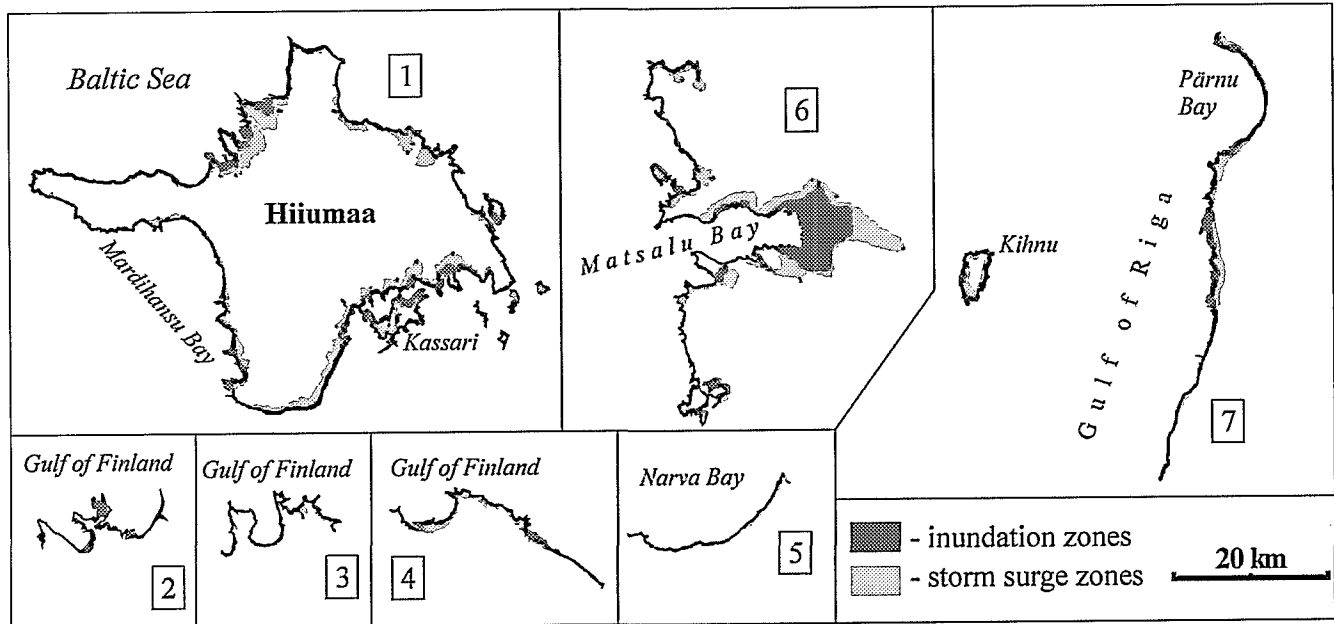 Baltic Sea
1
Hiiumaa
Mardihansu Bay
Kassari
6
Matsalu Bay
Pärnu
Bay
Kihnu
Gulf of Riga
7
Gulf of Finland
2
Gulf of Finland
3
Gulf of Finland
4
Narva Bay
5
- inundation zones
- storm surge zones
20 km